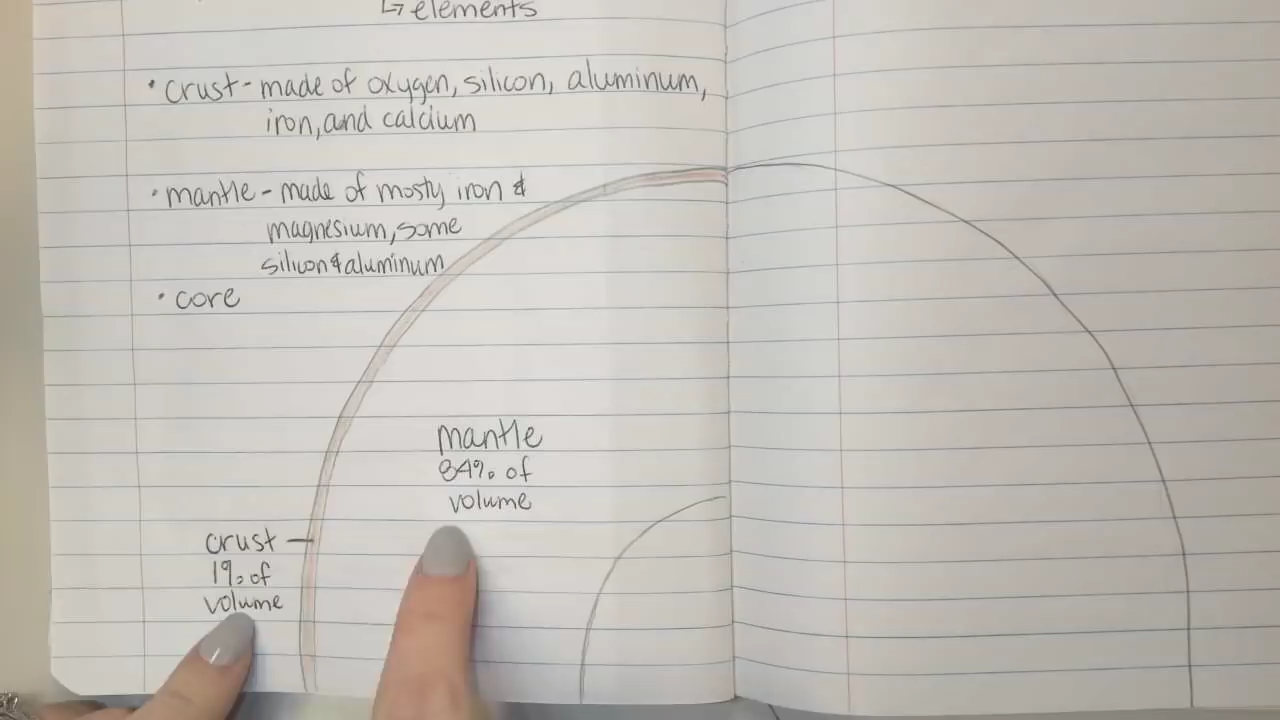 ↳ elements
• crust - made of oxygen, silicon, aluminum,
iron, and calcium
• mantle - made of mosty iron &
magnesium, some
silicon & aluminum
• core
mantle
84% of
volume
crust
1% of
volume